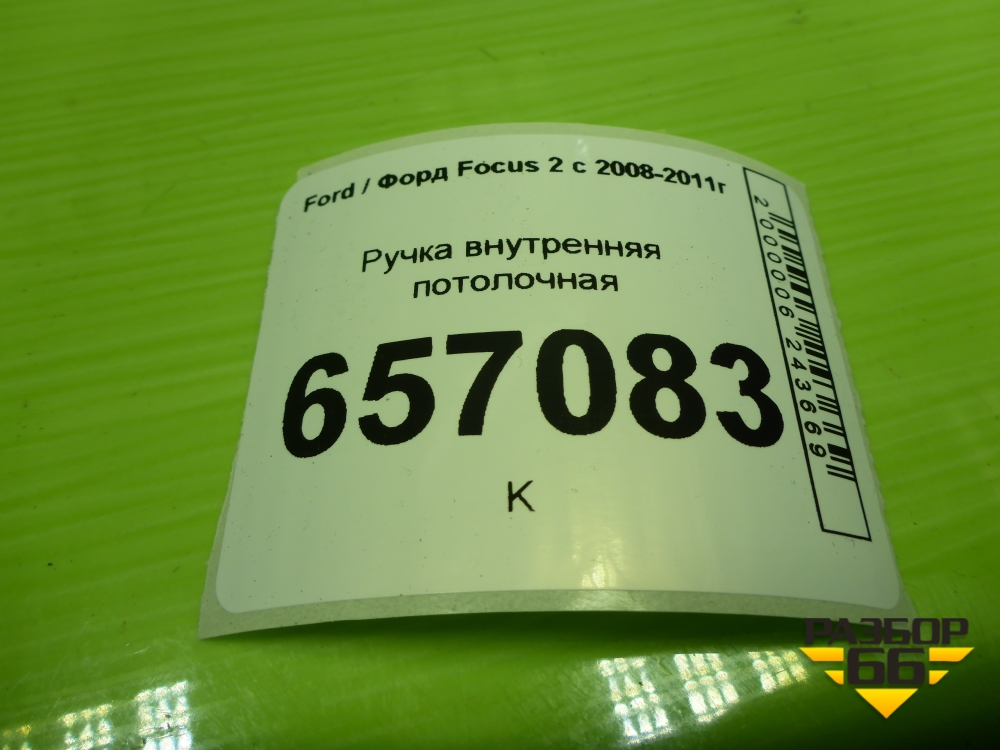 Ford / Форд Focus 2 с 2008-2011г
Ручка внутренняя
потолочная
657083
К
2000006243669
РАЗБОР
66